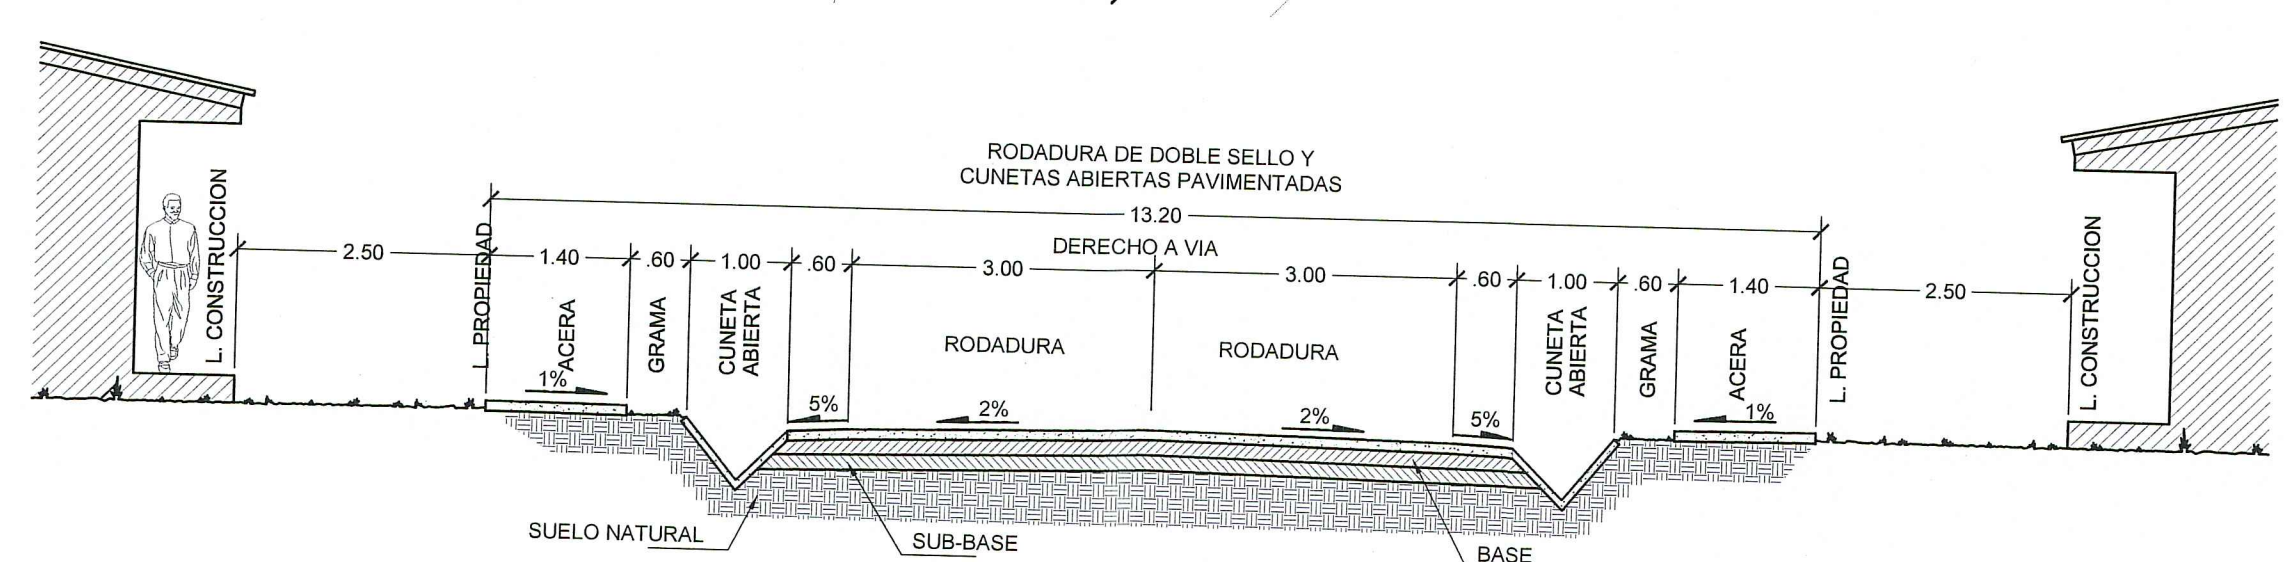 RODADURA DE DOBLE SELLO Y
CUNETAS ABIERTAS PAVIMENTADAS
13.20
DERECHO A VIA
2.50
1.40
.60
1.00
.60
3.00
3.00
.60
1.00
.60
1.40
2.50
L. CONSTRUCCION
L. PROPIEDAD
ACERA
GRAMA
CUNETA
ABIERTA
RODADURA
RODADURA
CUNETA
ABIERTA
GRAMA
ACERA
L. PROPIEDAD
L. CONSTRUCCION
1%
5%
2%
2%
5%
1%
SUELO NATURAL
SUB-BASE
BASE